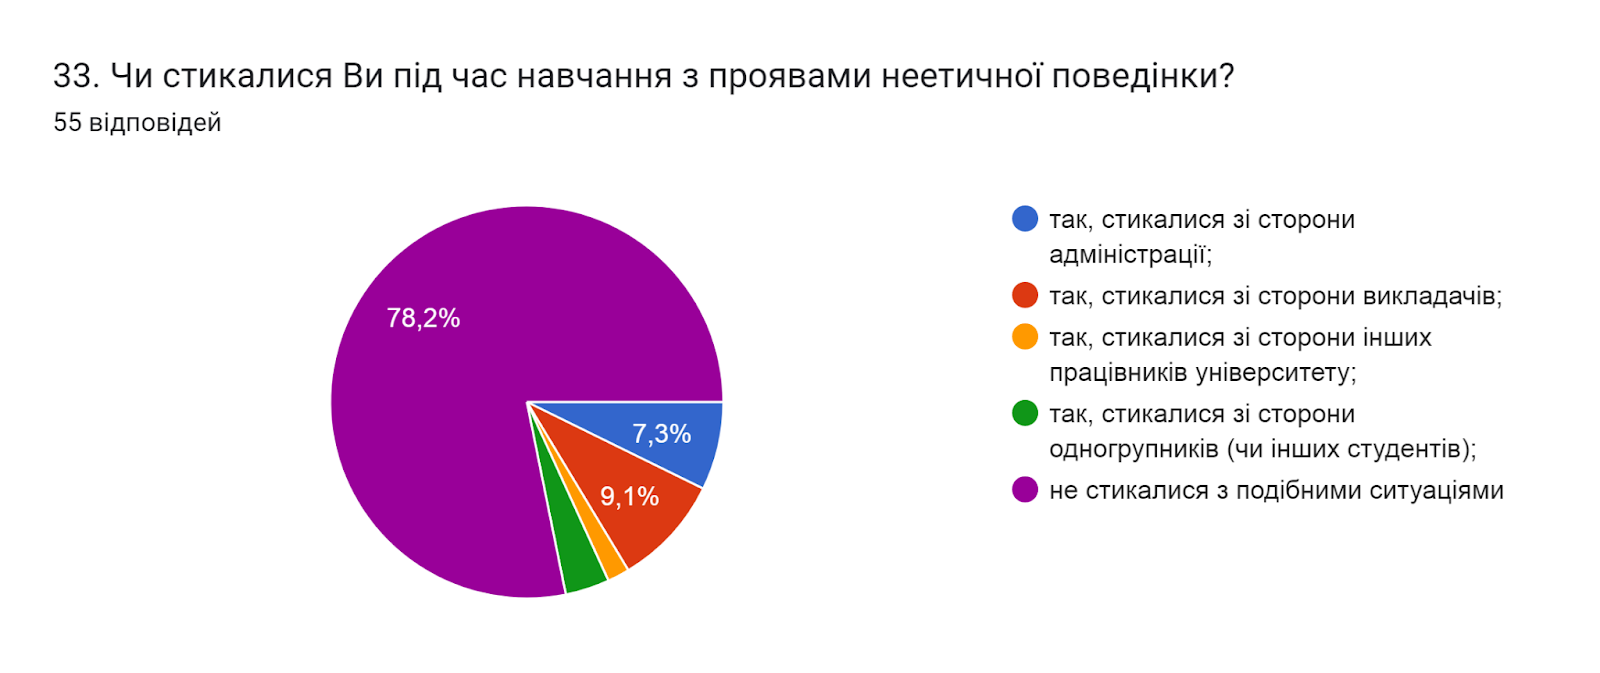 33. Чи стикалися Ви під час навчання з проявами неетичної поведінки?
55 відповідей
78,2%
7,3%
9,1%
так, стикалися зі сторони
адміністрації;
так, стикалися зі сторони викладачів;
так, стикалися зі сторони інших
працівників університету;
так, стикалися зі сторони
одногрупників (чи інших студентів);
не стикалися з подібними ситуаціями